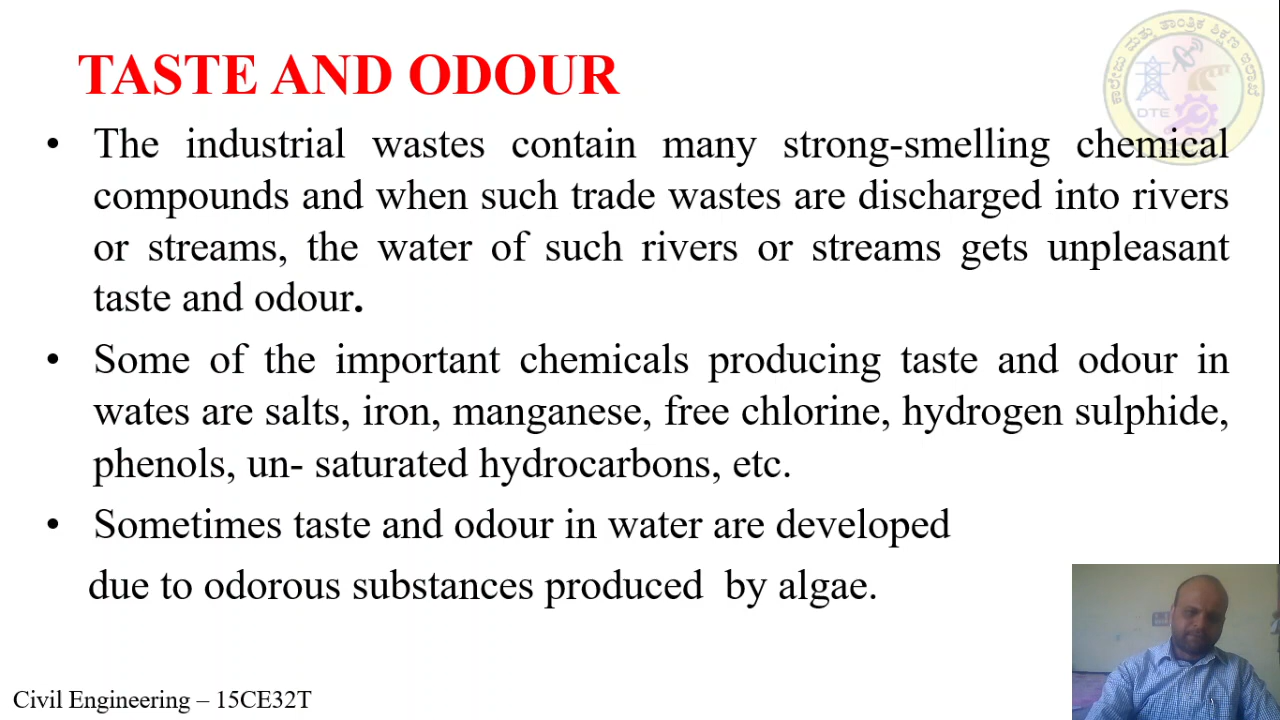 TASTE AND ODOUR
ಕಾಲೇಜು ಮತ್ತು ತಾಂತ್ರಿಕ ಶಿಕ್ಷಣ ಇಲಾಖೆ
DTE
• The industrial wastes contain many strong-smelling chemical
compounds and when such trade wastes are discharged into rivers
or streams, the water of such rivers or streams gets unpleasant
taste and odour.
• Some of the important chemicals producing taste and odour in
wates are salts, iron, manganese, free chlorine, hydrogen sulphide,
phenols, un- saturated hydrocarbons, etc.
• Sometimes taste and odour in water are developed
due to odorous substances produced by algae.
Civil Engineering – 15CE32T